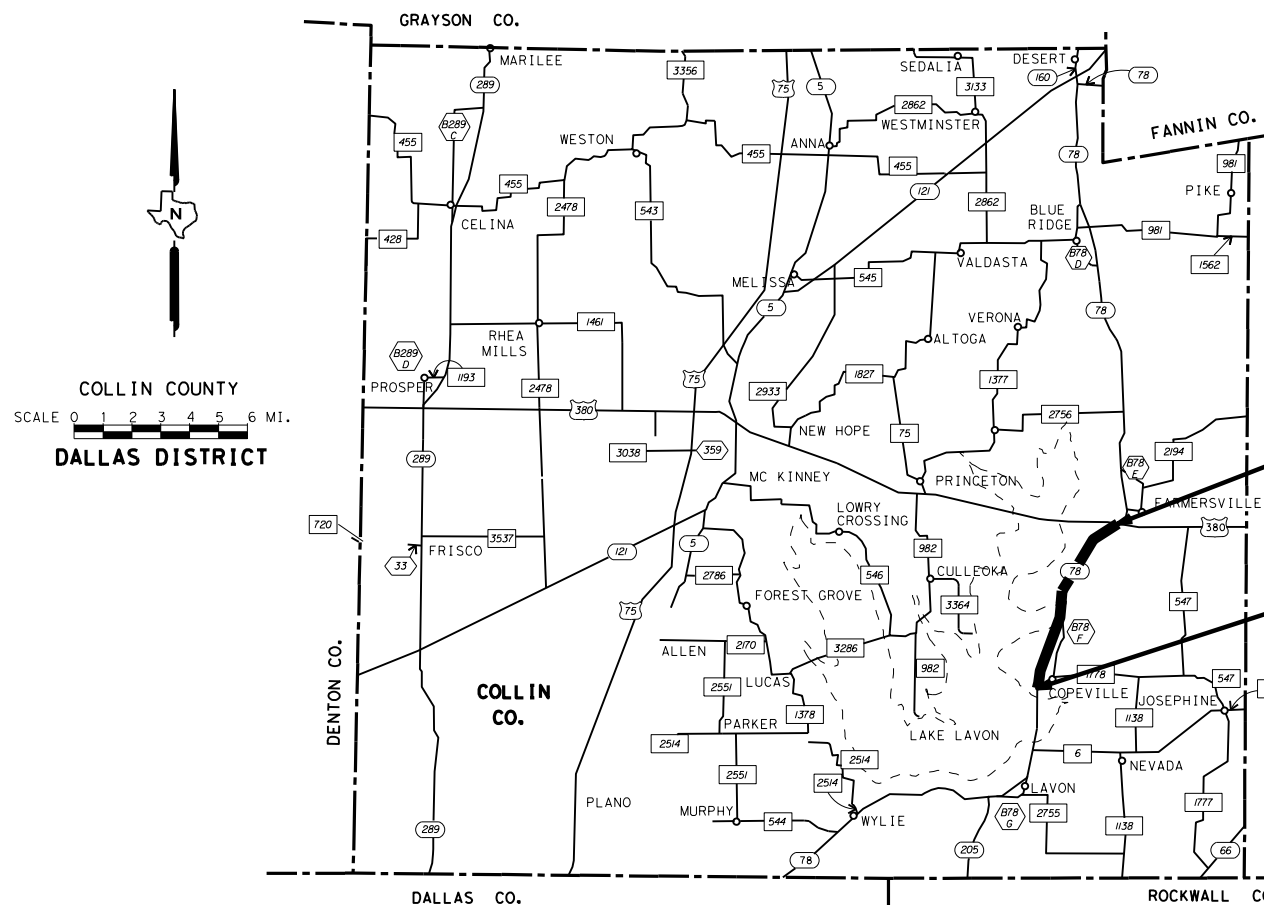 GRAYSON CO.
MARILEE
3356
SEDALIA
DESERT
160
78
289
75
5
3133
2862
B289
C
WESTMINSTER
FANNIN CO.
455
WESTON
ANNA
455
455
78
981
455
121
PIKE
2478
543
2862
BLUE
RIDGE
N
CELINA
428
981
B78
D
1562
VALDASTA
MELISSA
545
5
78
1461
VERONA
RHEA
MILLS
ALTOGA
B289
D
1193
PROSPER
75
1827
1377
COLLIN COUNTY
2478
2933
SCALE 0 1 2 3 4 5 6 MI.
380
2756
DALLAS DISTRICT
NEW HOPE
75
289
3038
359
2194
B78
E
MC KINNEY
PRINCETON
LOWRY
CROSSING
FARMERSVILLE
720
380
3537
121
5
982
FRISCO
33
2786
546
CULLEOKA
78
FOREST GROVE
3364
547
75
B78
F
ALLEN
2170
3286
982
DENTON CO.
LUCAS
1778
547
COLLIN
CO.
2551
COPEVILLE
JOSEPHINE
1378
1138
PARKER
LAKE LAVON
2514
6
2514
NEVADA
2551
2514
LAVON
PLANO
MURPHY
1777
544
WYLIE
B78
G
2755
1138
289
78
205
66
DALLAS CO.
ROCKWALL CO